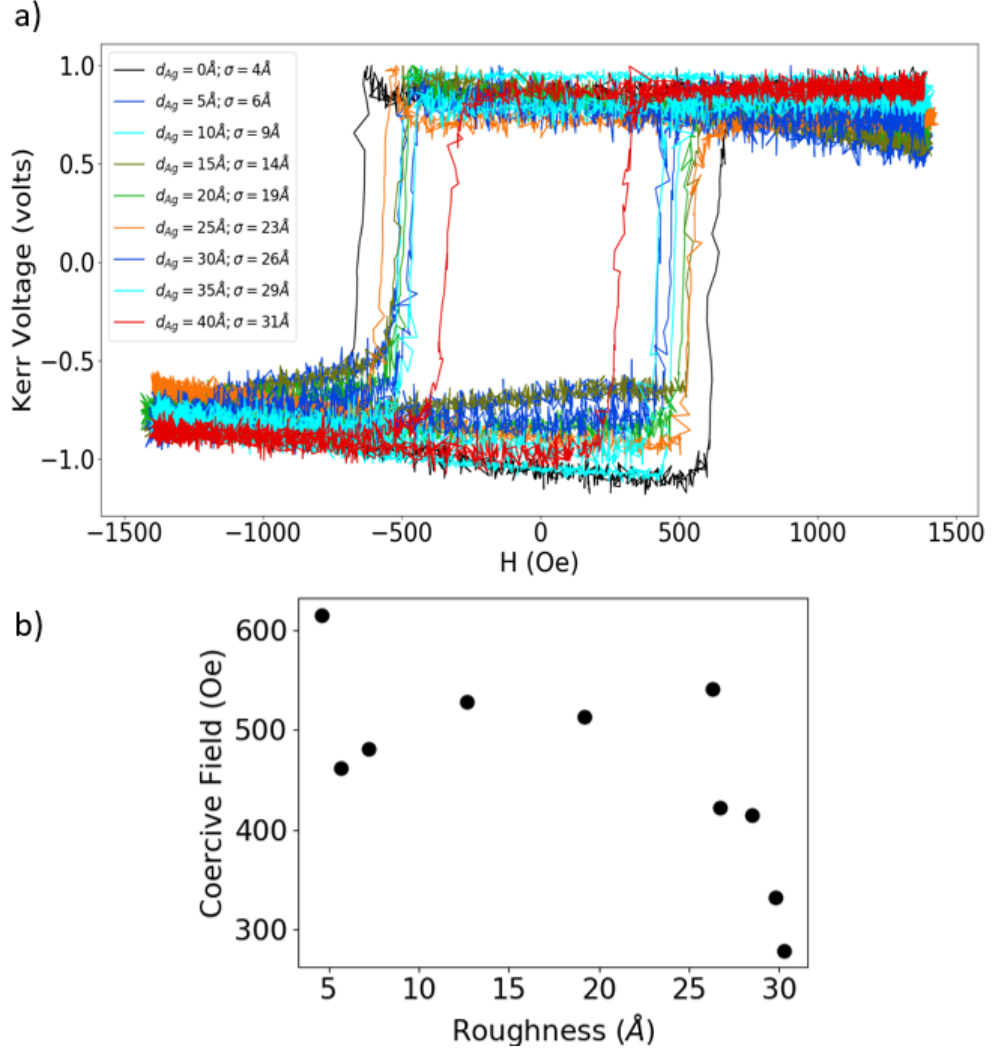 a)
1.0
0.5
0.0
−0.5
−1.0
Kerr Voltage (volts)
d_Ag = 0Å; σ = 4Å
d_Ag = 5Å; σ = 6Å
d_Ag = 10Å; σ = 9Å
d_Ag = 15Å; σ = 14Å
d_Ag = 20Å; σ = 19Å
d_Ag = 25Å; σ = 23Å
d_Ag = 30Å; σ = 26Å
d_Ag = 35Å; σ = 29Å
d_Ag = 40Å; σ = 31Å
−1500 −1000 −500 0 500 1000 1500
H (Oe)
b)
600
500
400
300
Coercive Field (Oe)
5 10 15 20 25 30
Roughness (Å)